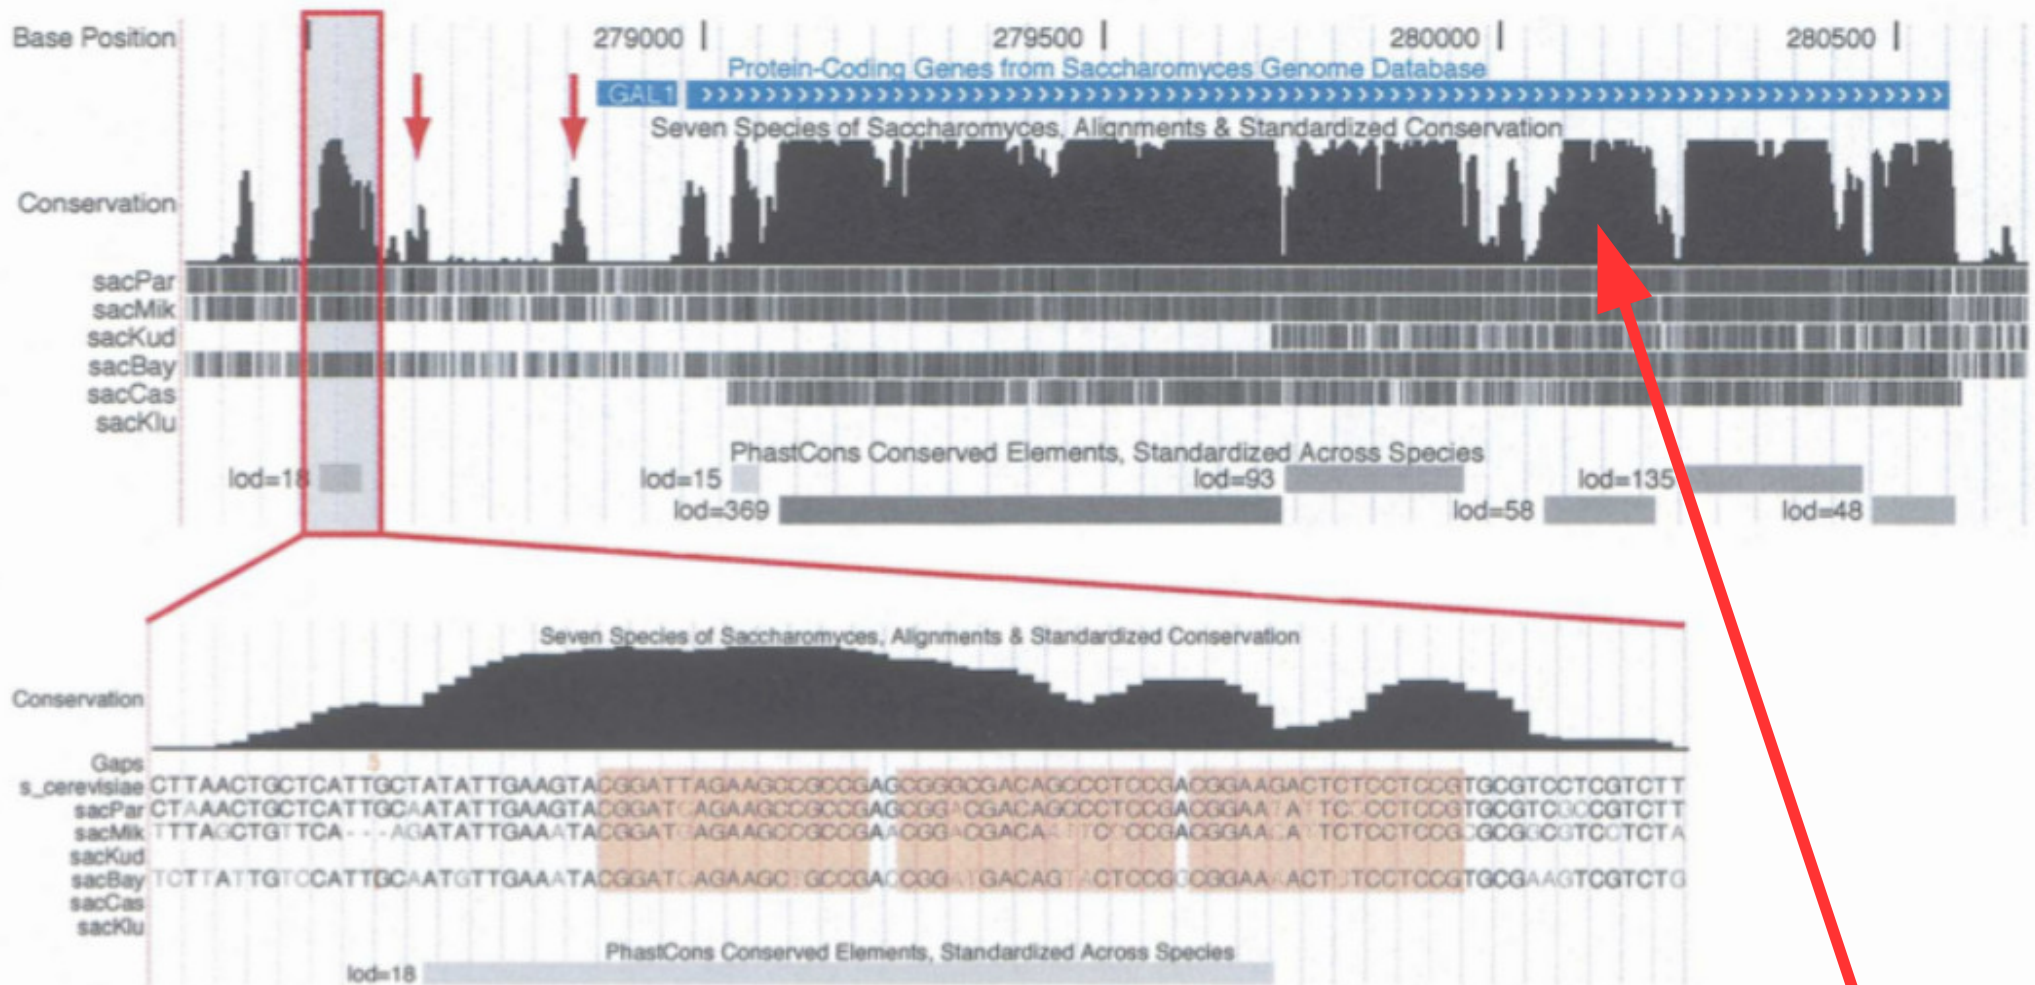 Base Position 279000 279500 280000 280500
Protein-Coding Genes from Saccharomyces Genome Database
GAL1
Seven Species of Saccharomyces, Alignments & Standardized Conservation
Conservation
sacPar
sacMik
sacKud
sacBay
sacCas
sacKlu
PhastCons Conserved Elements, Standardized Across Species
lod=18 lod=15 lod=93 lod=135
lod=369 lod=58 lod=48
Seven Species of Saccharomyces, Alignments & Standardized Conservation
Conservation
Gaps 5
s_cerevisiae CTTAACTGCTCATTGCTATATTGAAGTACGGATTAGAAGCCGCCGAGCGGGCGACAGCCCTCCGACGGAAGACTCTCCTCCGTGCGTCCTCGTCTT
sacPar
sacMik
sacKud
sacBay
sacCas
sacKlu
PhastCons Conserved Elements, Standardized Across Species
lod=18